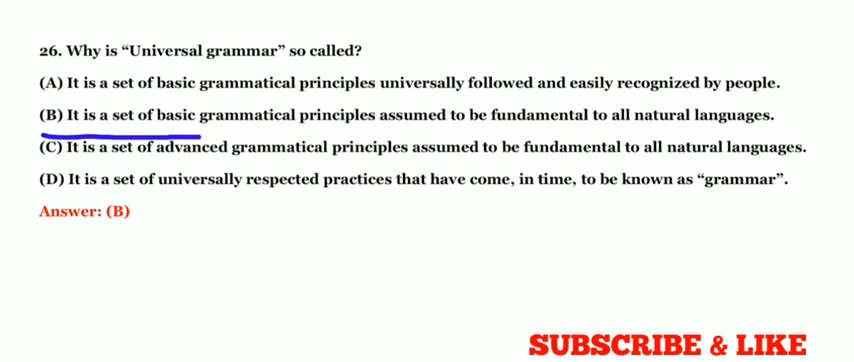 26. Why is “Universal grammar” so called?
(A) It is a set of basic grammatical principles universally followed and easily recognized by people.
(B) It is a set of basic grammatical principles assumed to be fundamental to all natural languages.
(C) It is a set of advanced grammatical principles assumed to be fundamental to all natural languages.
(D) It is a set of universally respected practices that have come, in time, to be known as “grammar”.
Answer: (B)
SUBSCRIBE & LIKE